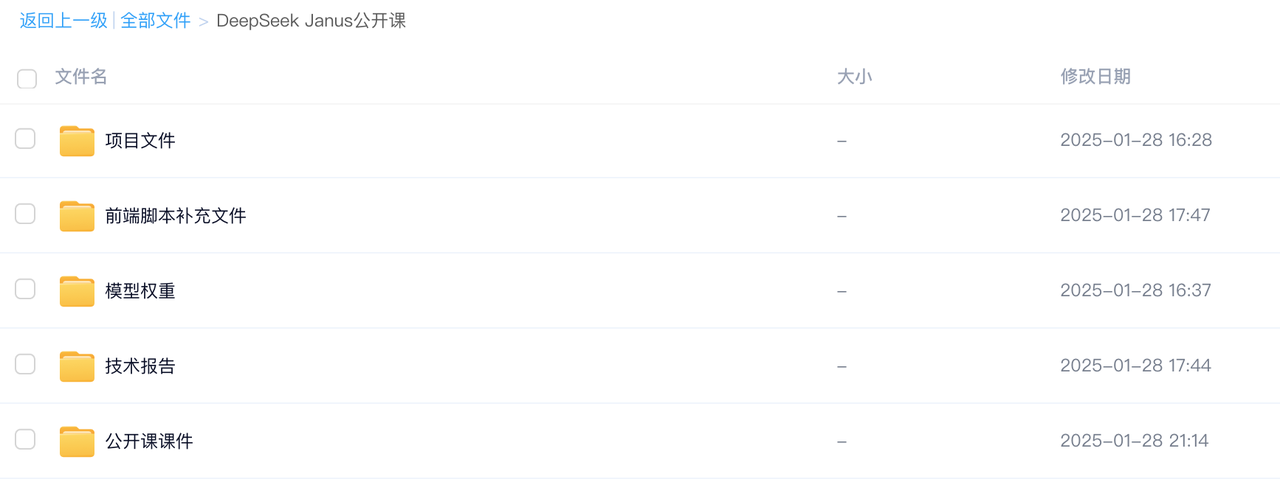 返回上一级 | 全部文件 > DeepSeek Janus公开课
文件名 大小 修改日期
项目文件 – 2025-01-28 16:28
前端脚本补充文件 – 2025-01-28 17:47
模型权重 – 2025-01-28 16:37
技术报告 – 2025-01-28 17:44
公开课课件 – 2025-01-28 21:14